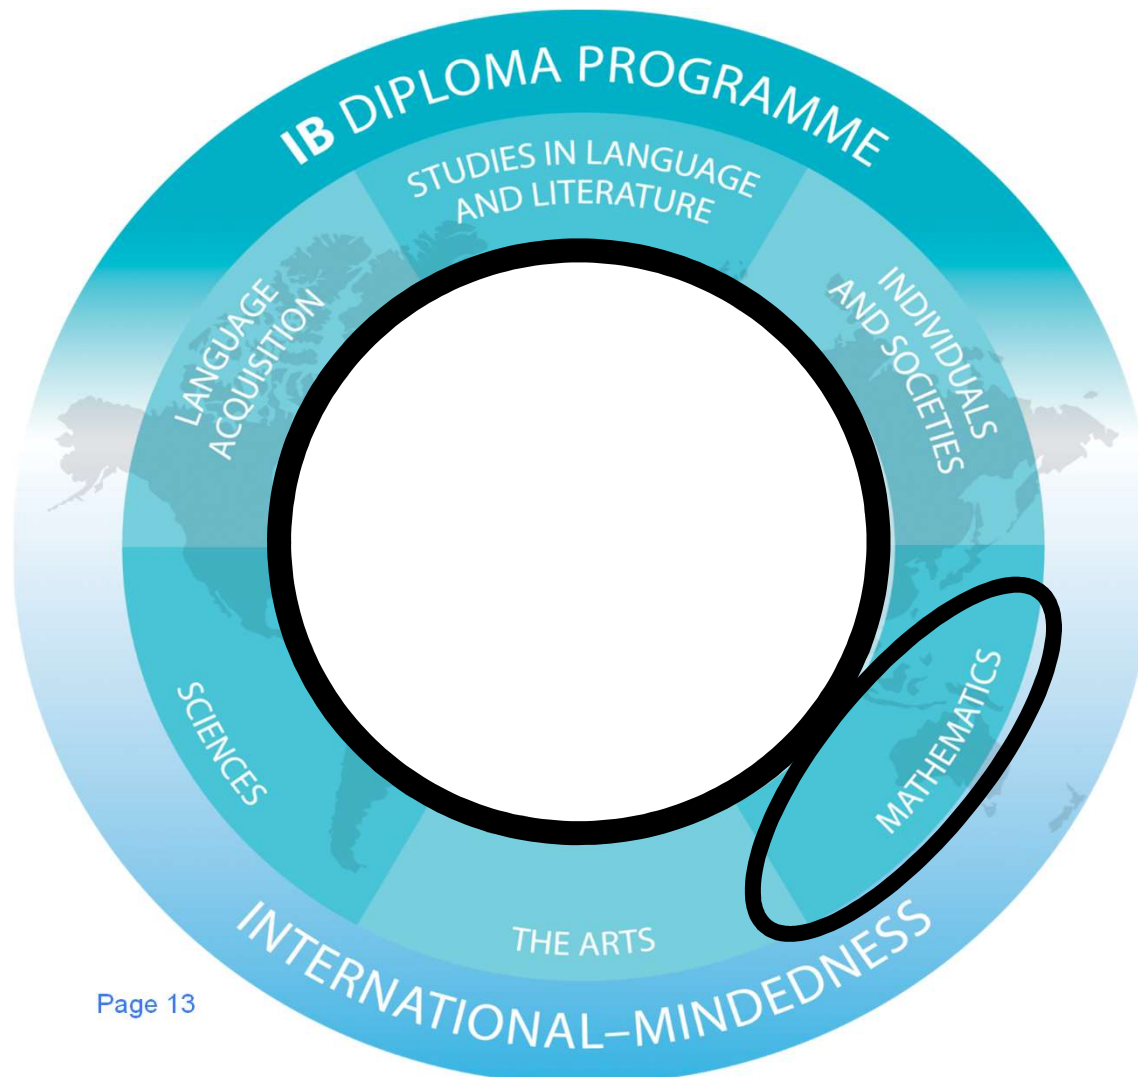 IB DIPLOMA PROGRAMME
STUDIES IN LANGUAGE
AND LITERATURE
LANGUAGE
ACQUISITION
INDIVIDUALS
AND SOCIETIES
SCIENCES
MATHEMATICS
THE ARTS
INTERNATIONAL–MINDEDNESS
Page 13